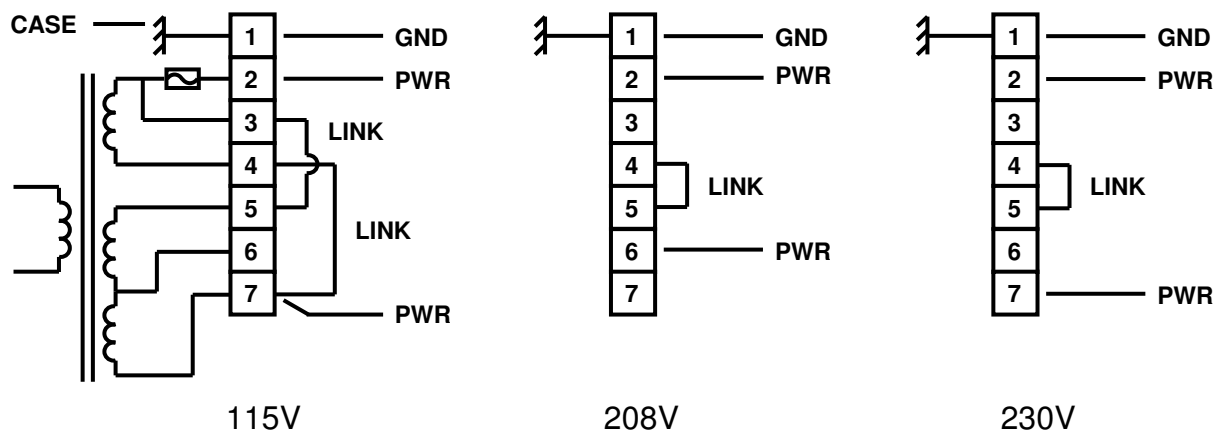 CASE 1 GND
2 PWR
3 LINK
4
5 LINK
6
7 PWR
115V
1 GND
2 PWR
3
4
LINK
5
6 PWR
7
208V
1 GND
2 PWR
3
4
LINK
5
6
7 PWR
230V